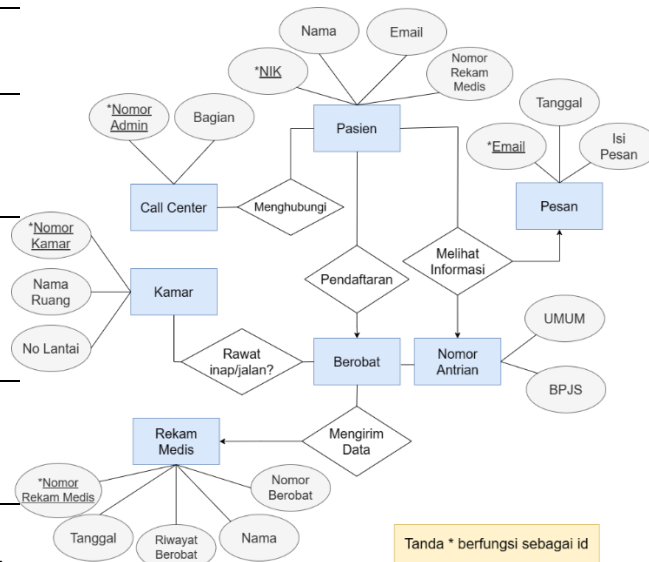 Nama
Email
*NIK
Nomor
Rekam
Medis
Pasien
*Nomor
Admin
Bagian
Tanggal
*Email
Isi
Pesan
Call Center
Menghubungi
Pesan
*Nomor
Kamar
Nama
Ruang
No Lantai
Kamar
Pendaftaran
Melihat
Informasi
UMUM
BPJS
Rawat
inap/jalan?
Berobat
Nomor
Antrian
Rekam
Medis
Mengirim
Data
*Nomor
Rekam Medis
Tanggal
Riwayat
Berobat
Nama
Nomor
Berobat
Tanda * berfungsi sebagai id